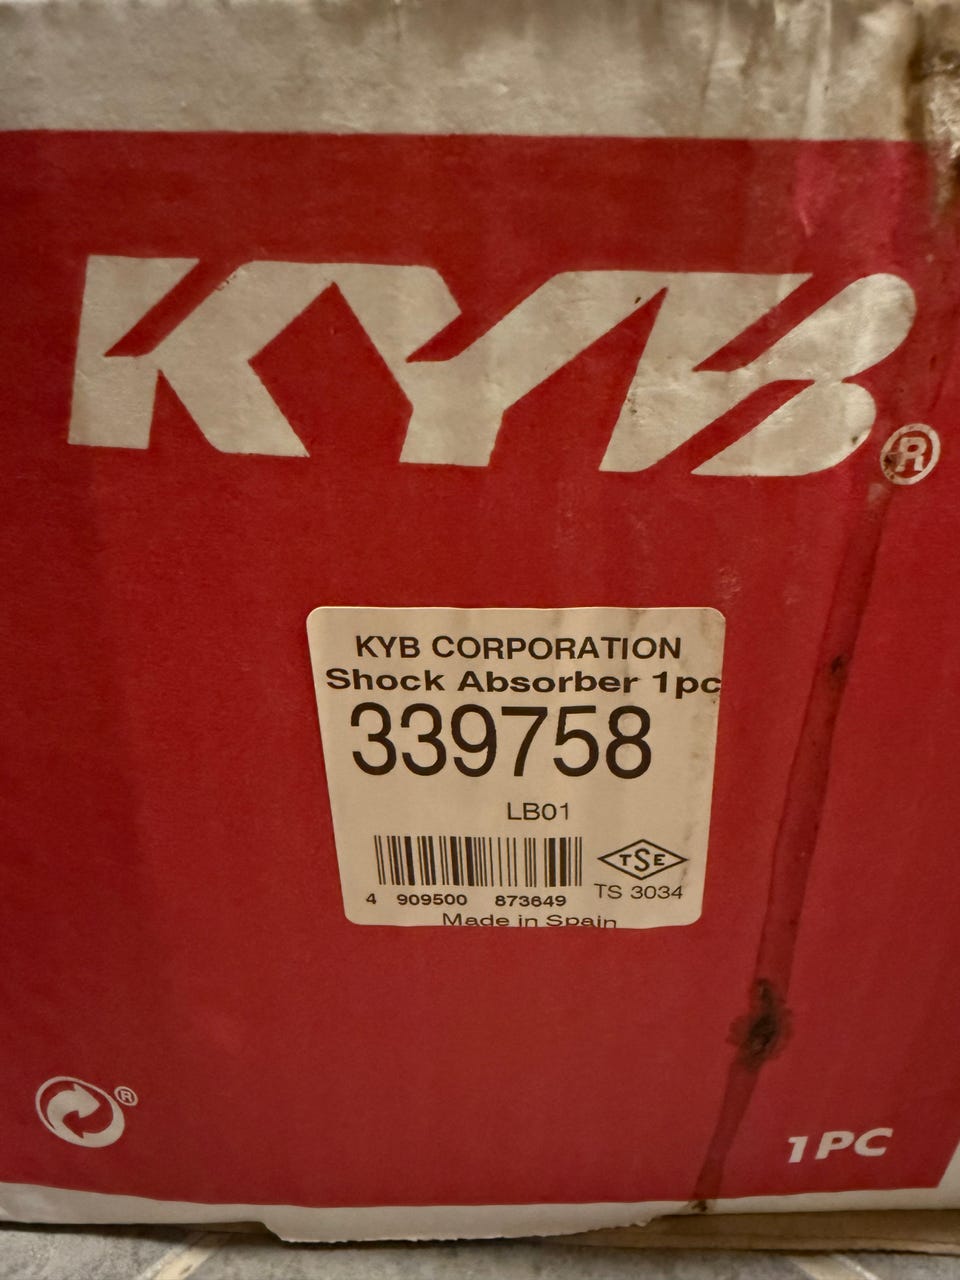 KYB®
KYB CORPORATION
Shock Absorber 1pc
339758
LB01
TSE
TS 3034
4 909500 873649
Made in Spain
®
1PC